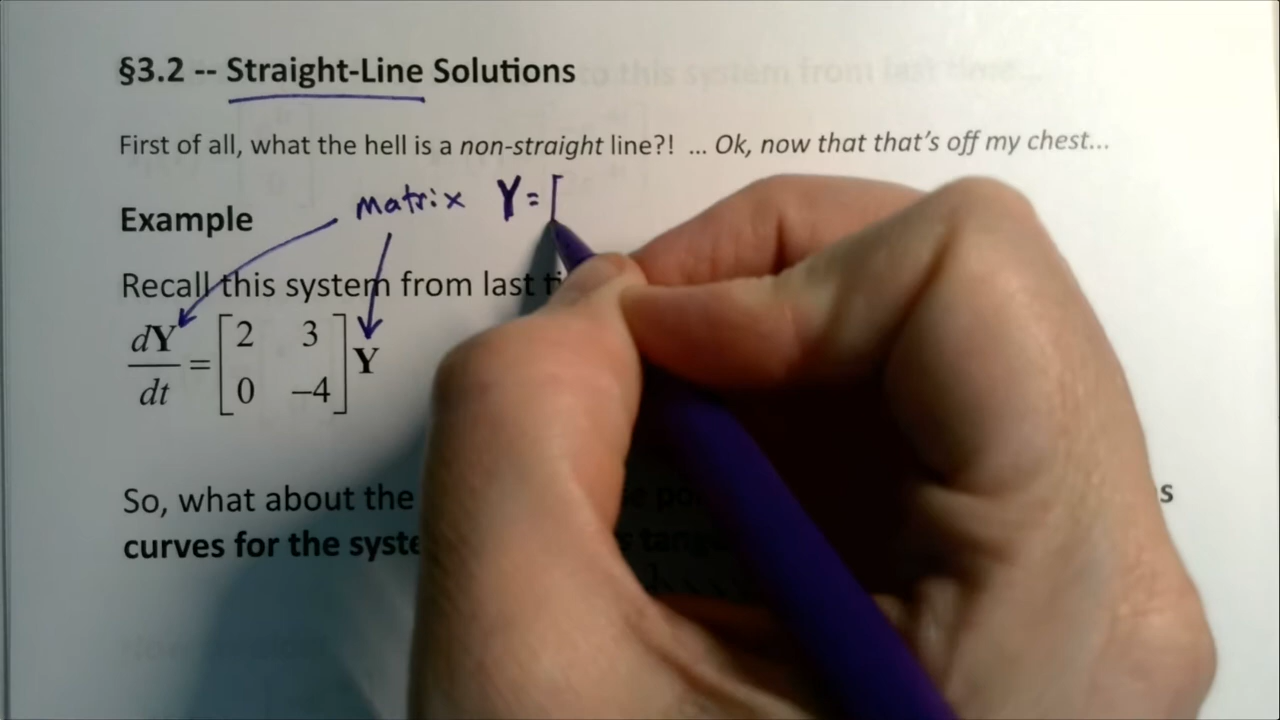 §3.2 -- Straight-Line Solutions
First of all, what the hell is a non-straight line?! ... Ok, now that that's off my chest...
matrix Y = [
Example
Recall this system from last
dY/dt = [2 3; 0 -4] Y
So, what about the
curves for the